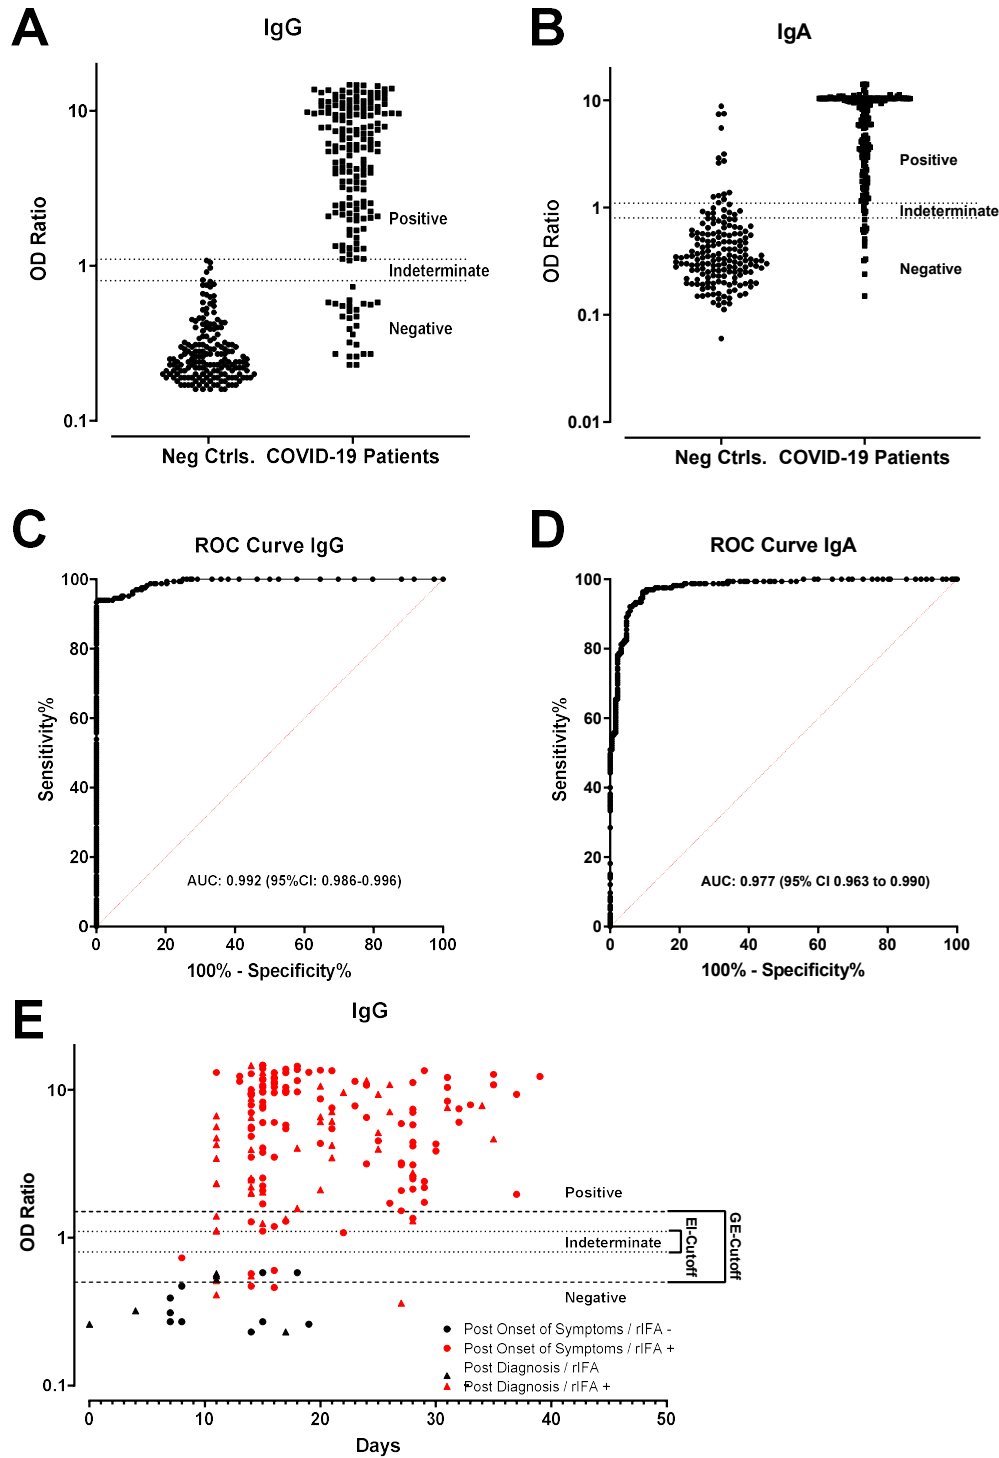 A
IgG
OD Ratio
10
1
0.1
Positive
Indeterminate
Negative
Neg Ctrls. COVID-19 Patients
B
IgA
OD Ratio
10
1
0.1
0.01
Positive
Indeterminate
Negative
Neg Ctrls. COVID-19 Patients
C
ROC Curve IgG
Sensitivity%
100
80
60
40
20
0
AUC: 0.992 (95%CI: 0.986-0.996)
0 20 40 60 80 100
100% - Specificity%
D
ROC Curve IgA
Sensitivity%
100
80
60
40
20
0
AUC: 0.977 (95% CI 0.963 to 0.990)
0 20 40 60 80 100
100% - Specificity%
E
IgG
OD Ratio
10
1
0.1
Positive
Indeterminate
Negative
EI-Cutoff
GE-Cutoff
Post Onset of Symptoms / rIFA -
Post Onset of Symptoms / rIFA +
Post Diagnosis / rIFA
-
Post Diagnosis / rIFA +
0 10 20 30 40 50
Days